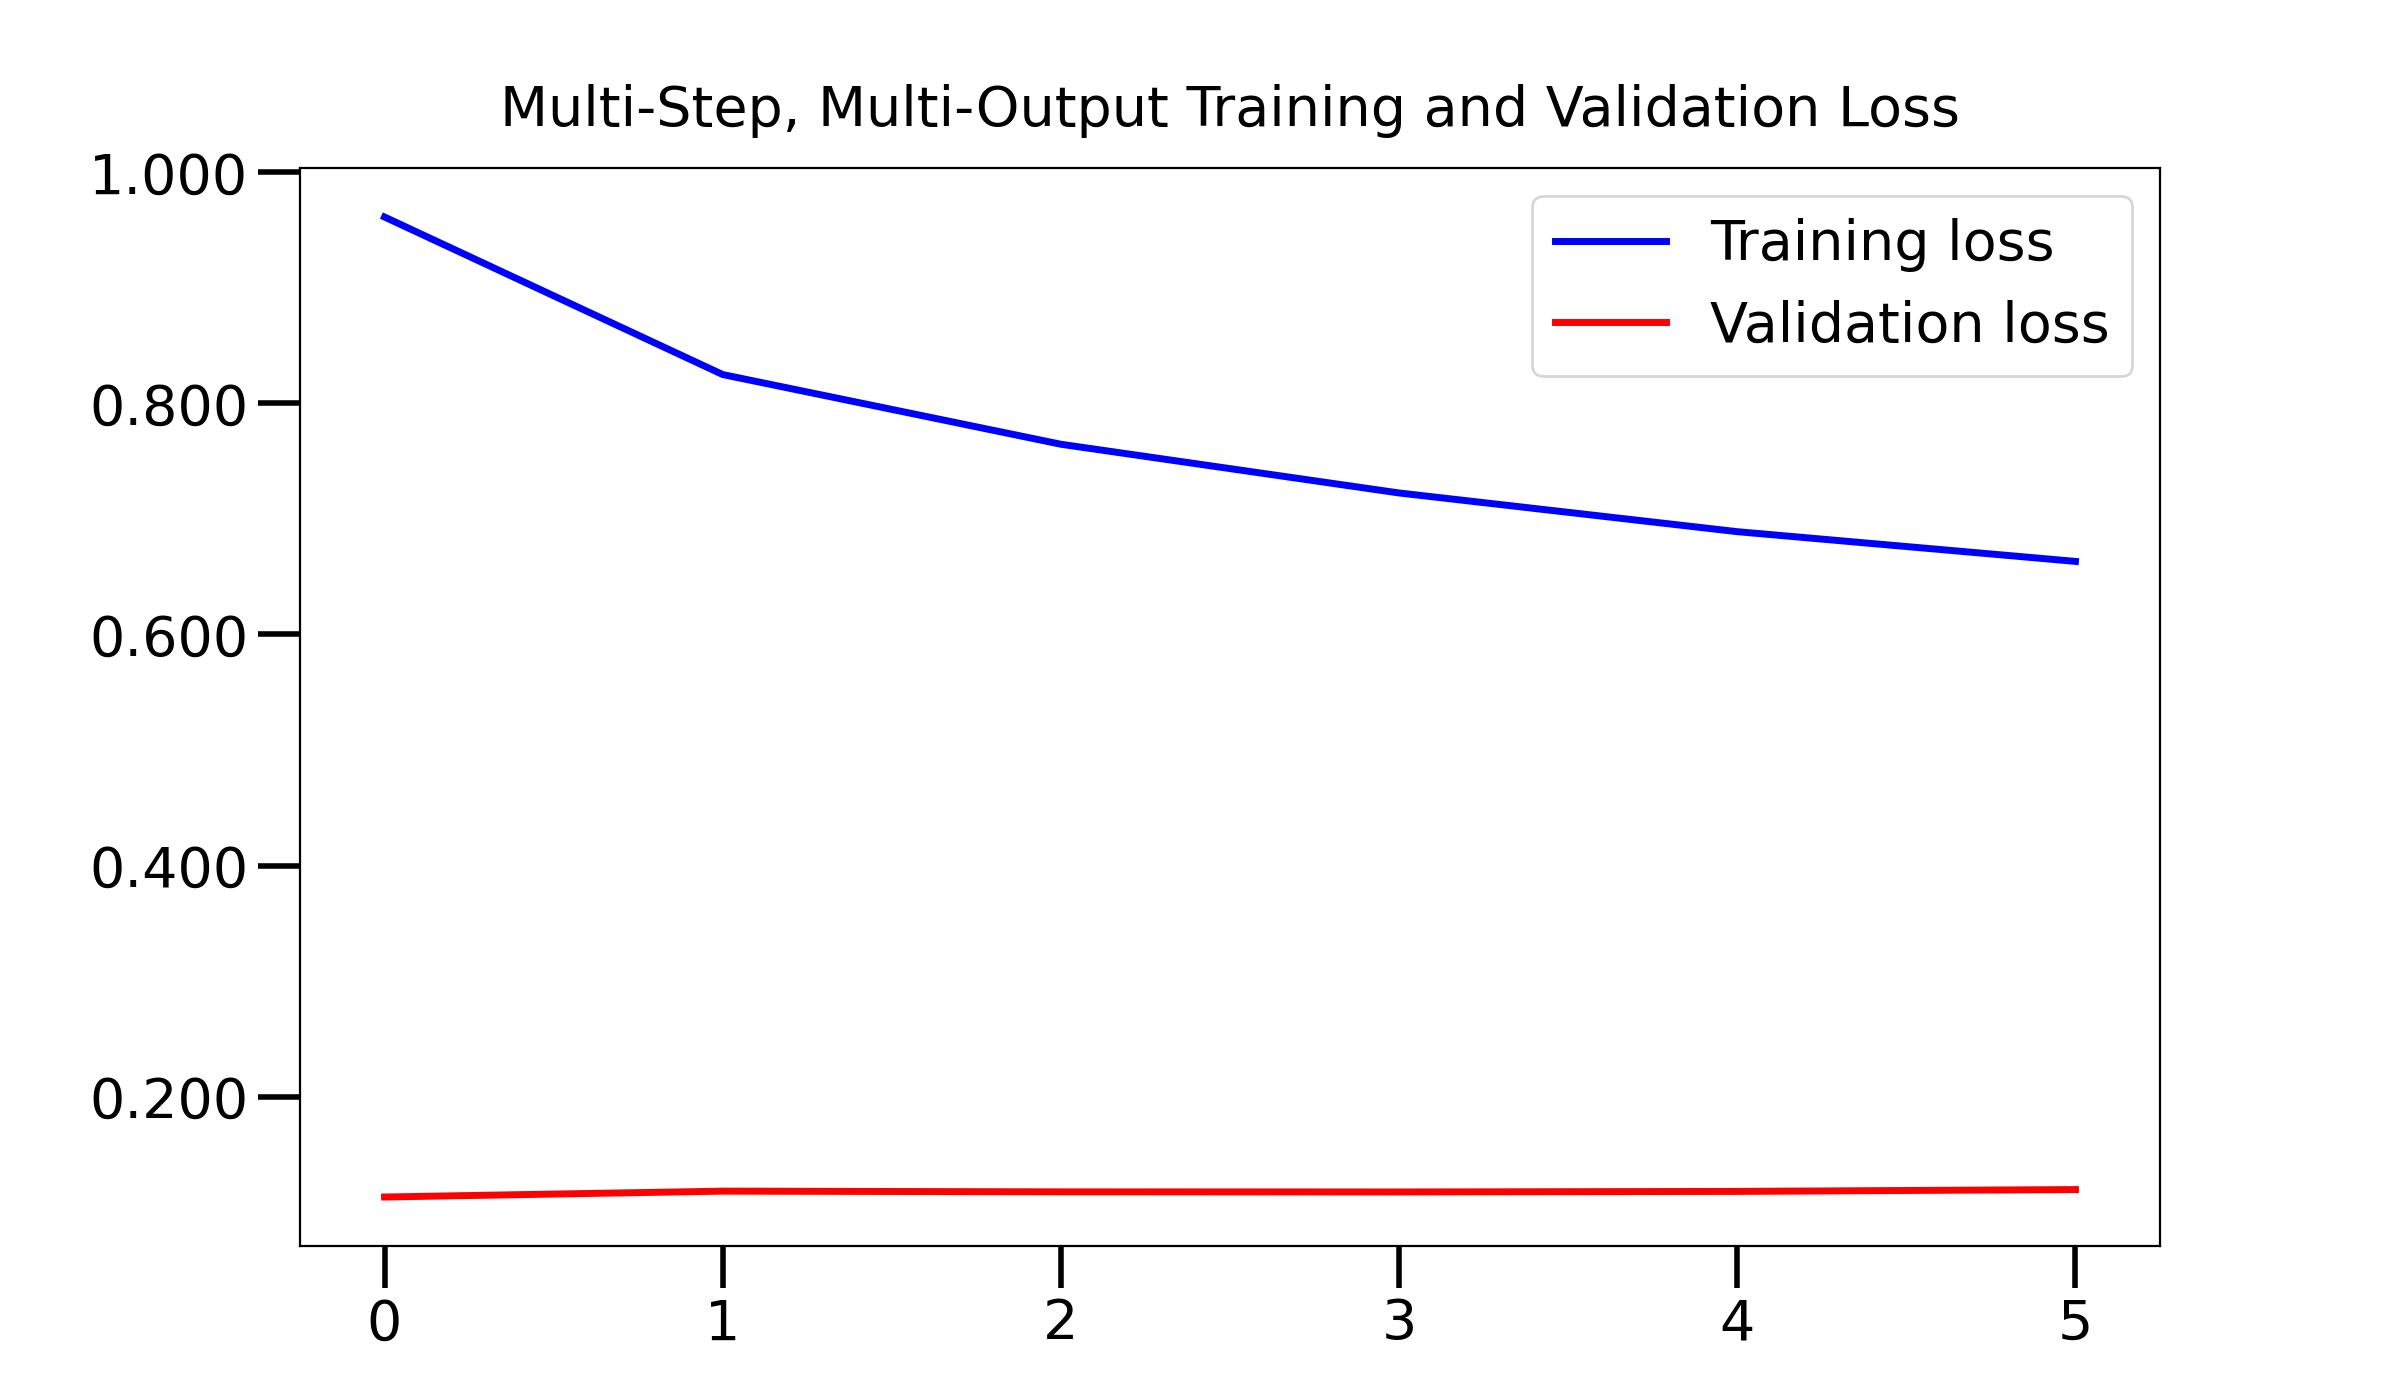 Multi-Step, Multi-Output Training and Validation Loss
1.000
0.800
0.600
0.400
0.200
Training loss
Validation loss
0 1 2 3 4 5